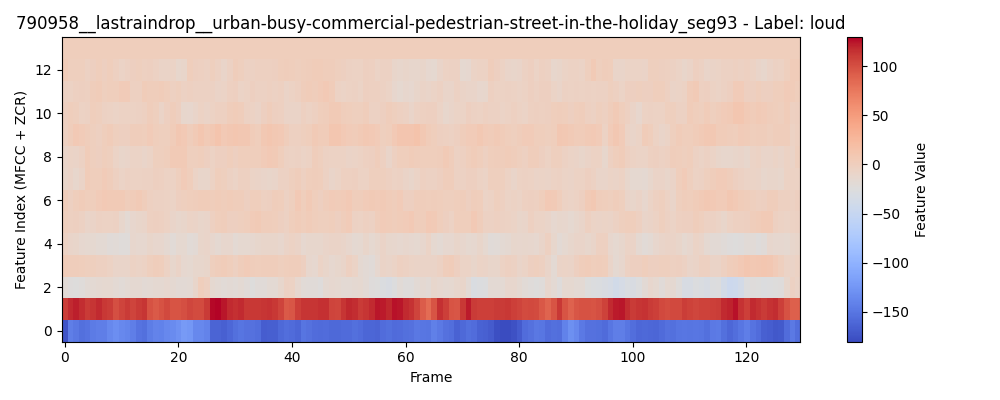 790958__lastraindrop__urban-busy-commercial-pedestrian-street-in-the-holiday_seg93 - Label: loud
12
10
8
6
4
2
0
Feature Index (MFCC + ZCR)
0 20 40 60 80 100 120
Frame
100
50
0
−50
−100
−150
Feature Value